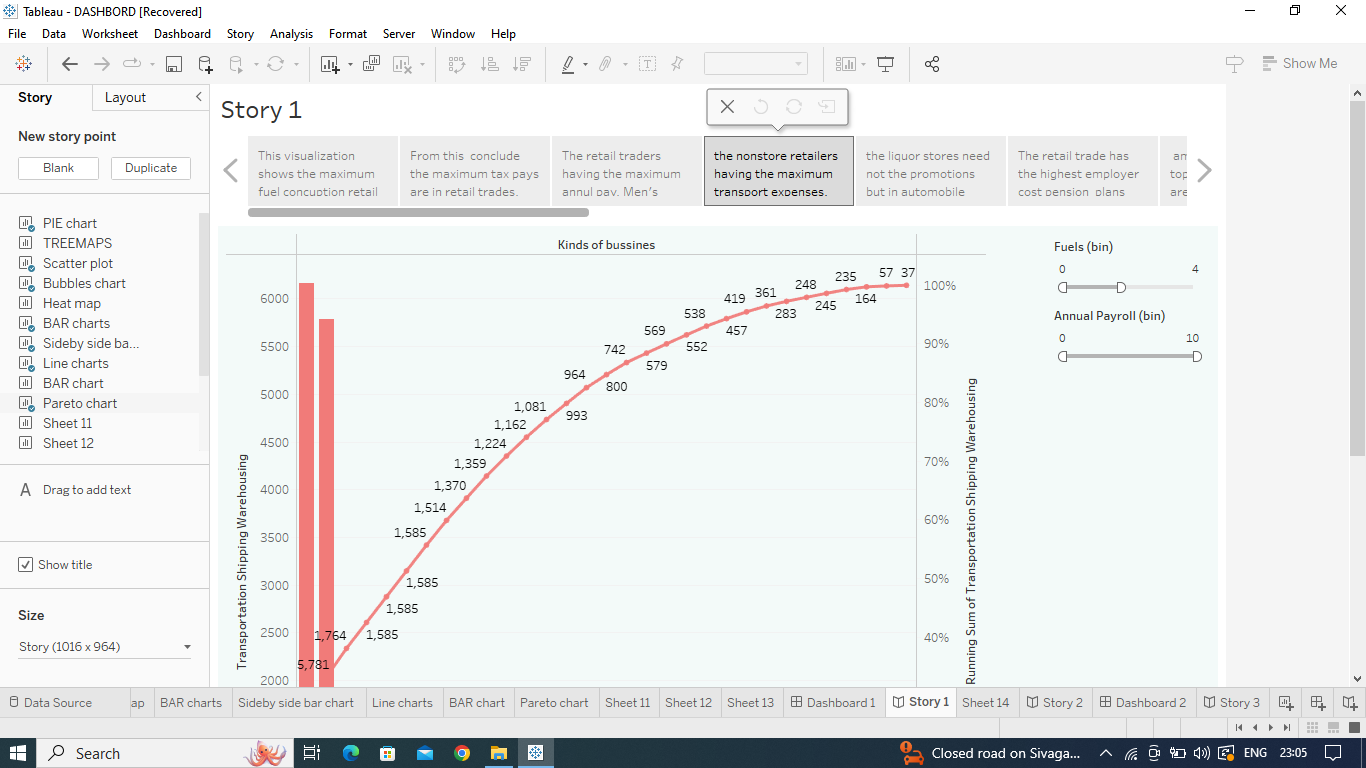 Tableau - DASHBORD [Recovered]
File Data Worksheet Dashboard Story Analysis Format Server Window Help
Show Me
Story Layout
New story point
Blank Duplicate
PIE chart
TREEMAPS
Scatter plot
Bubbles chart
Heat map
BAR charts
Sideby side ba...
Line charts
BAR chart
Pareto chart
Sheet 11
Sheet 12
A Drag to add text
Show title
Size
Story (1016 x 964)
Story 1
This visualization
shows the maximum
fuel concuption retail
From this conclude
the maximum tax pays
are in retail trades.
The retail traders
having the maximum
annul pay. Men's
the nonstore retailers
having the maximum
transport expenses.
the liquor stores need
not the promotions
but in automobile
The retail trade has
the highest employer
cost pension plans
am
top
are
Kinds of bussines
Transportation Shipping Warehousing
6000
5500
5000
4500
4000
3500
3000
2500
2000
5,781
1,764
1,585
1,585
1,585
1,585
1,514
1,370
1,359
1,224
1,162
1,081
993
964
800
742
579
569
552
538
457
419
361
283
248
245
235
164
57
37
100%
90%
80%
70%
60%
50%
40%
Running Sum of Transportation Shipping Warehousing
Fuels (bin)
0 4
Annual Payroll (bin)
0 10
Data Source ap BAR charts Sideby side bar chart Line charts BAR chart Pareto chart Sheet 11 Sheet 12 Sheet 13 Dashboard 1 Story 1 Sheet 14 Story 2 Dashboard 2 Story 3
Search Closed road on Sivaga... ENG 23:05